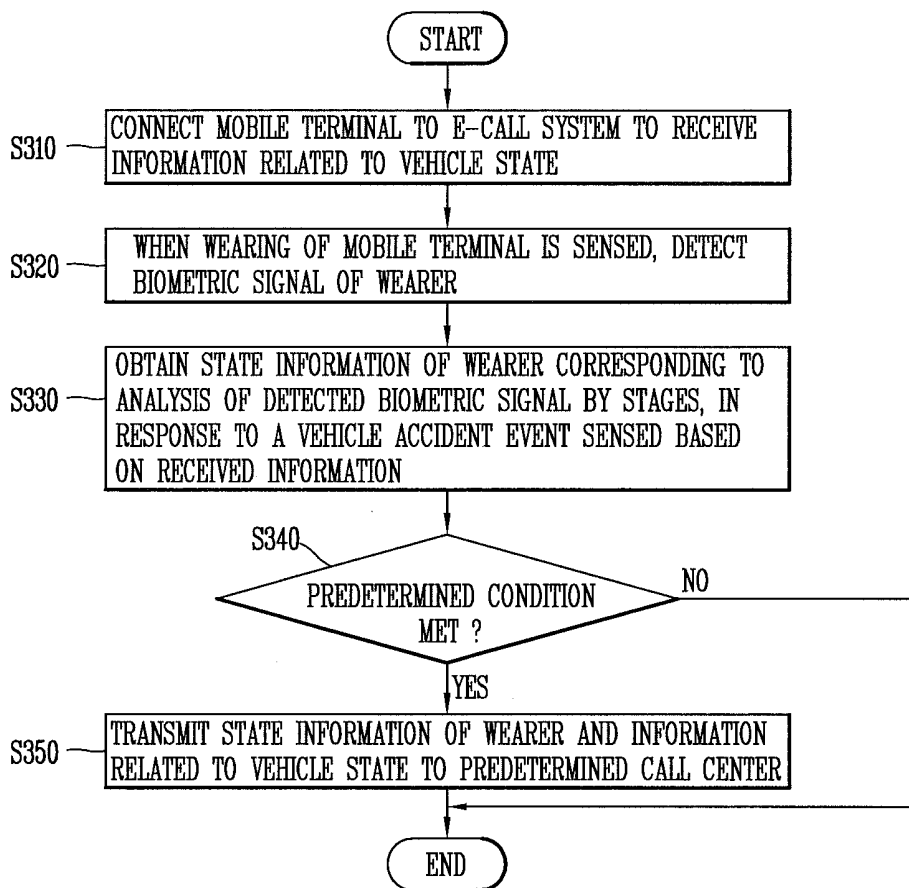 START
S310
CONNECT MOBILE TERMINAL TO E-CALL SYSTEM TO RECEIVE
INFORMATION RELATED TO VEHICLE STATE
S320
WHEN WEARING OF MOBILE TERMINAL IS SENSED, DETECT
BIOMETRIC SIGNAL OF WEARER
S330
OBTAIN STATE INFORMATION OF WEARER CORRESPONDING TO
ANALYSIS OF DETECTED BIOMETRIC SIGNAL BY STAGES, IN
RESPONSE TO A VEHICLE ACCIDENT EVENT SENSED BASED
ON RECEIVED INFORMATION
S340
PREDETERMINED CONDITION
MET ?
NO
YES
S350
TRANSMIT STATE INFORMATION OF WEARER AND INFORMATION
RELATED TO VEHICLE STATE TO PREDETERMINED CALL CENTER
END